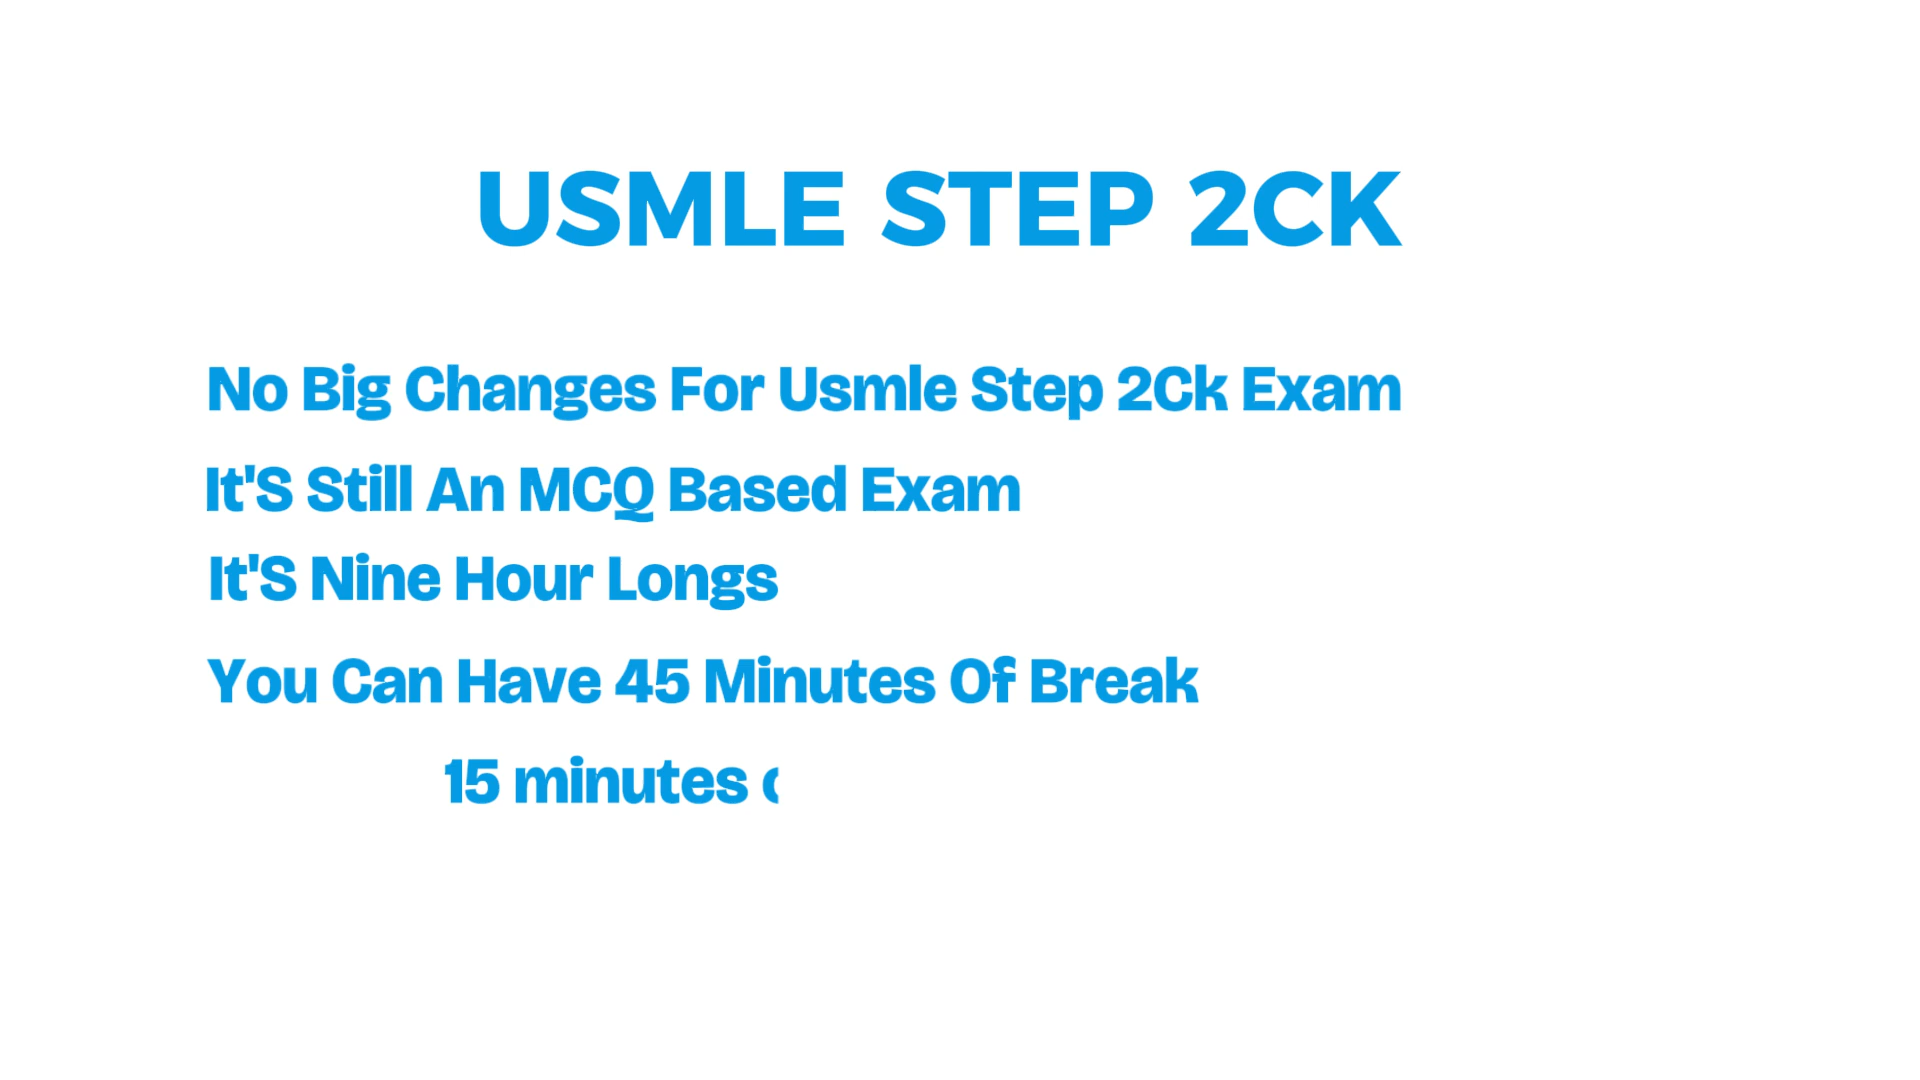 USMLE STEP 2CK
No Big Changes For Usmle Step 2Ck Exam
It'S Still An MCQ Based Exam
It'S Nine Hour Longs
You Can Have 45 Minutes Of Break
15 minutes